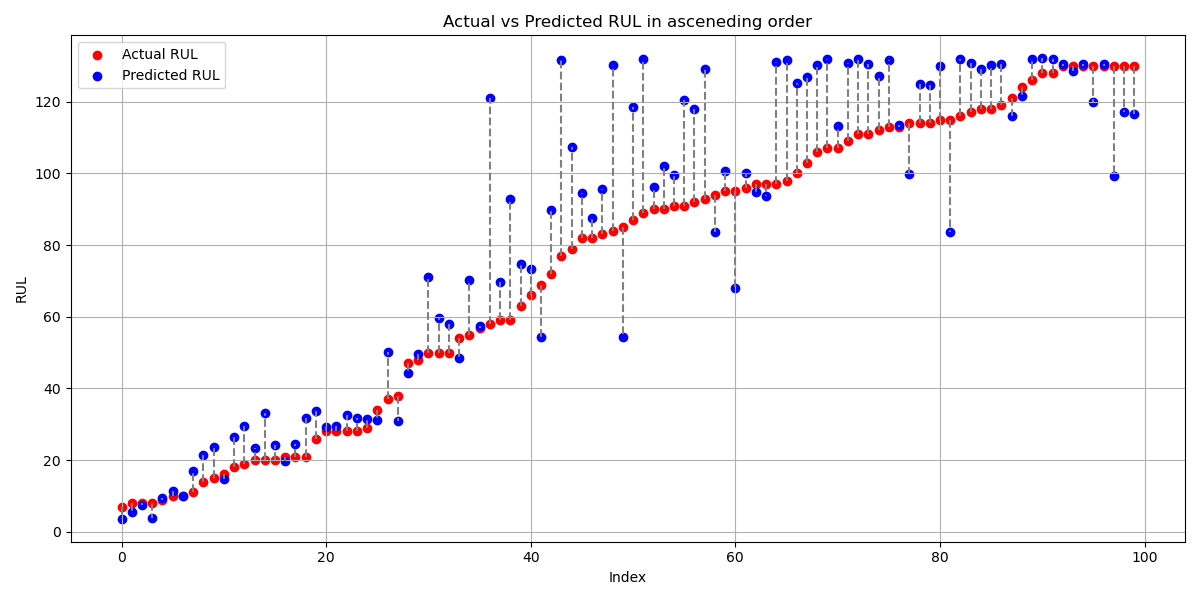 Actual vs Predicted RUL in asceneding order
Actual RUL
Predicted RUL
RUL
120
100
80
60
40
20
0
0 20 40 60 80 100
Index